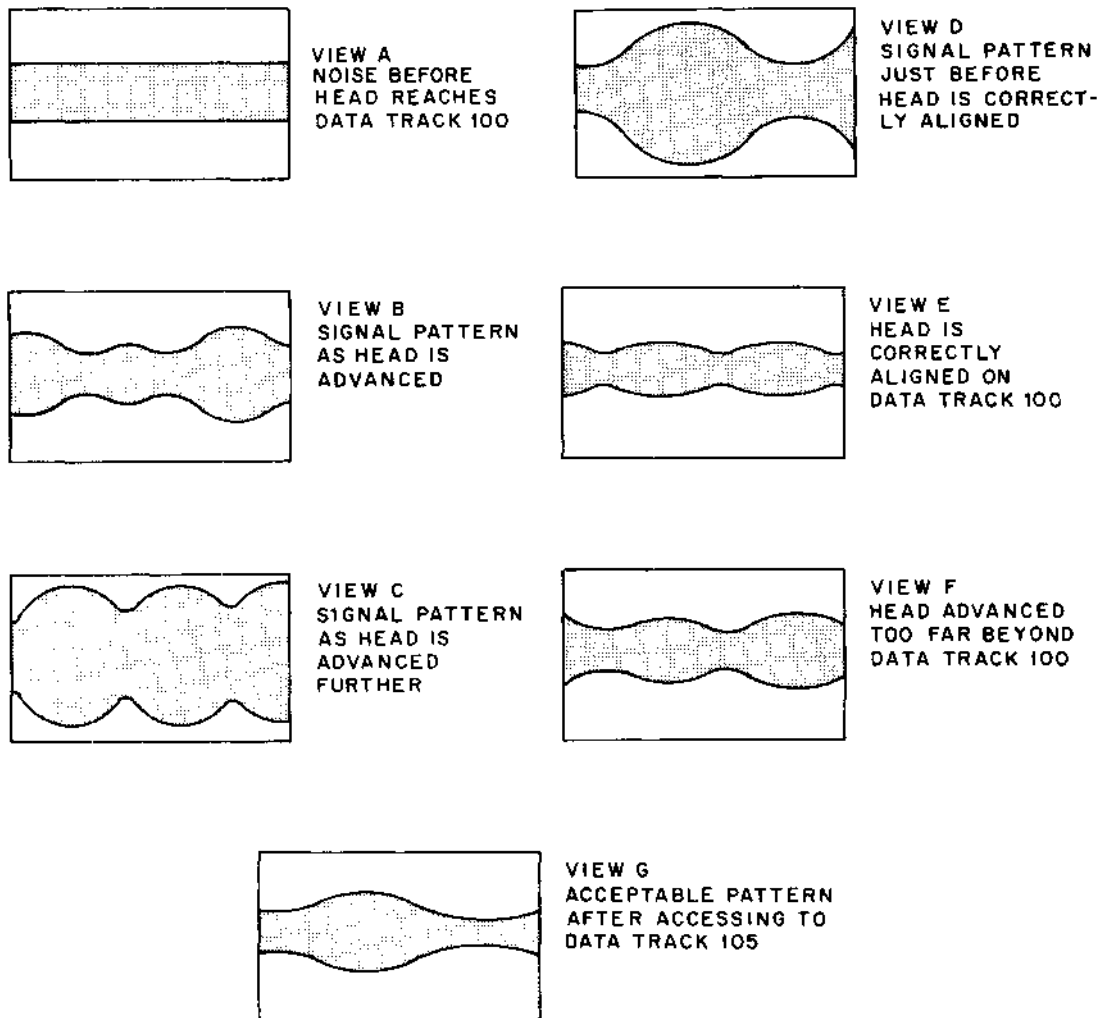 VIEW A
NOISE BEFORE
HEAD REACHES
DATA TRACK 100
VIEW D
SIGNAL PATTERN
JUST BEFORE
HEAD IS CORRECT-
LY ALIGNED
VIEW B
SIGNAL PATTERN
AS HEAD IS
ADVANCED
VIEW E
HEAD IS
CORRECTLY
ALIGNED ON
DATA TRACK 100
VIEW C
SIGNAL PATTERN
AS HEAD IS
ADVANCED
FURTHER
VIEW F
HEAD ADVANCED
TOO FAR BEYOND
DATA TRACK 100
VIEW G
ACCEPTABLE PATTERN
AFTER ACCESSING TO
DATA TRACK 105